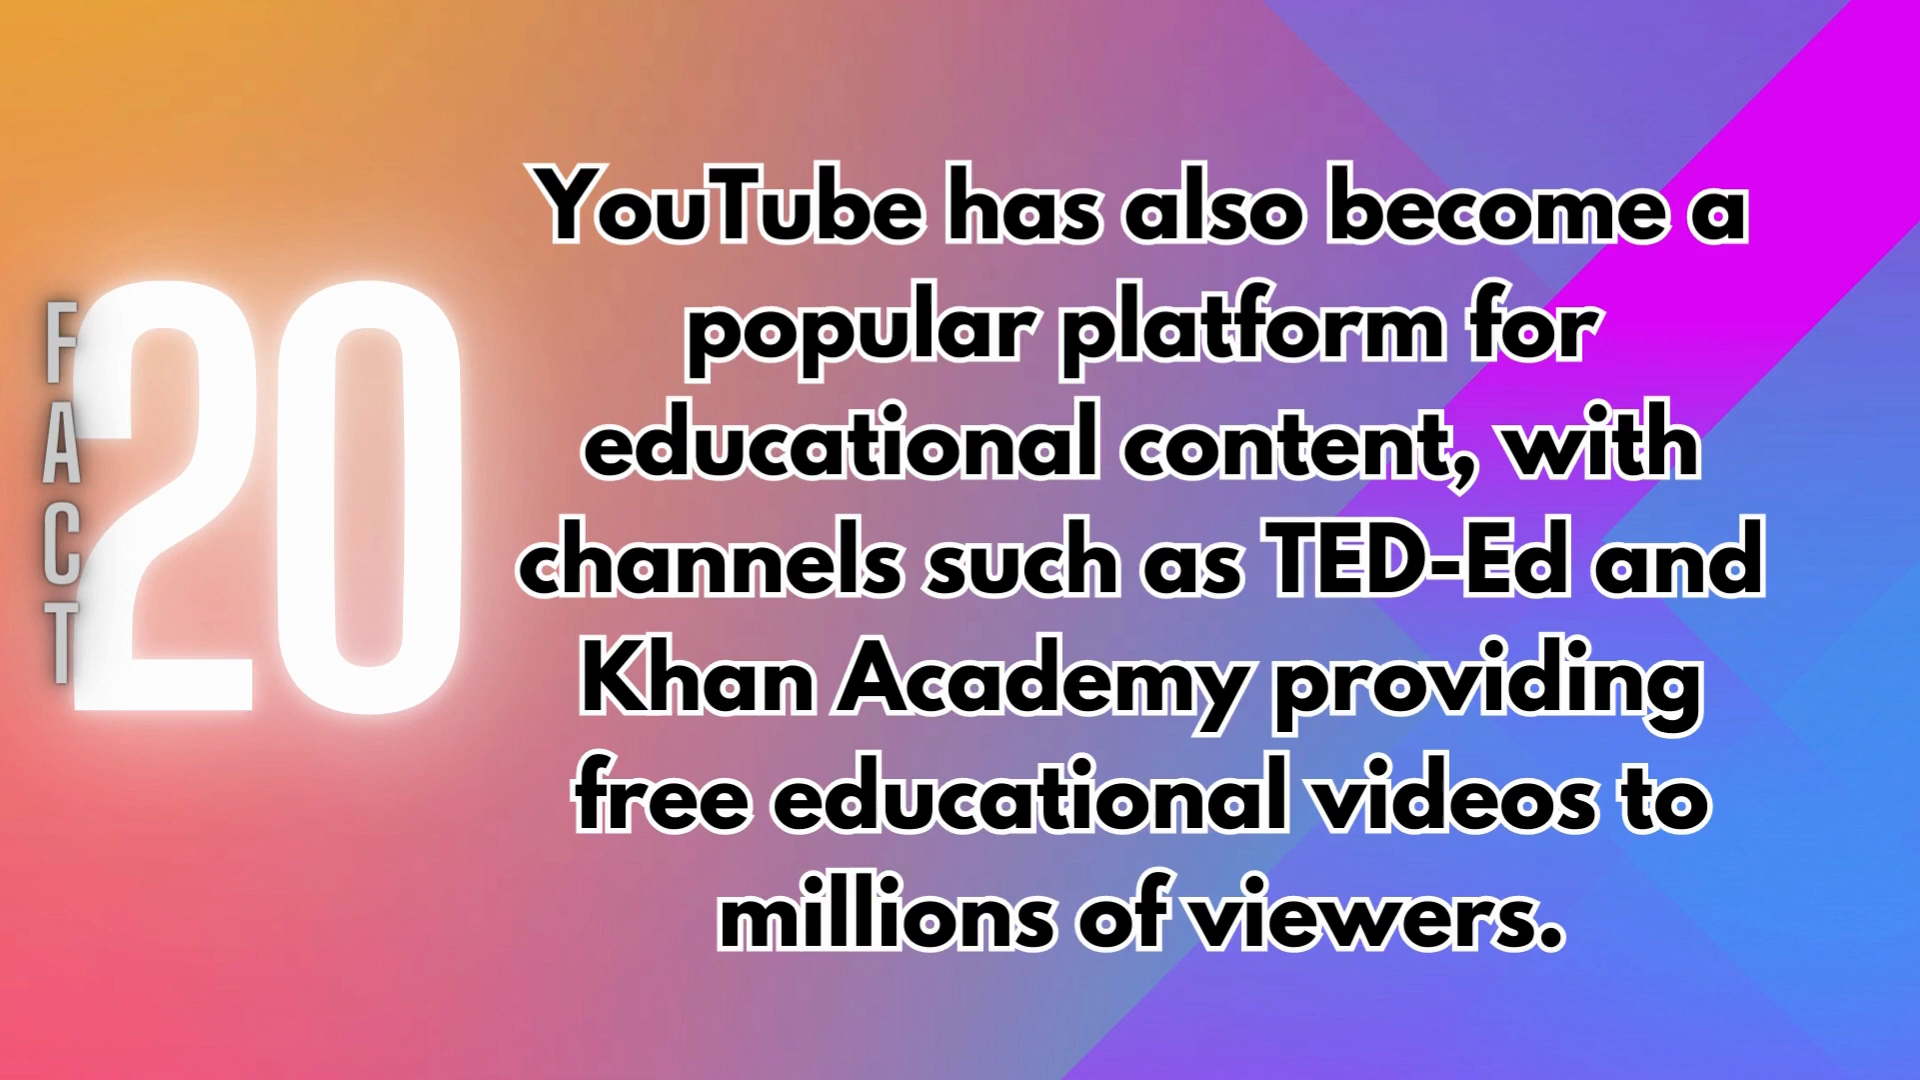 FACT
20
YouTube has also become a
popular platform for
educational content, with
channels such as TED-Ed and
Khan Academy providing
free educational videos to
millions of viewers.